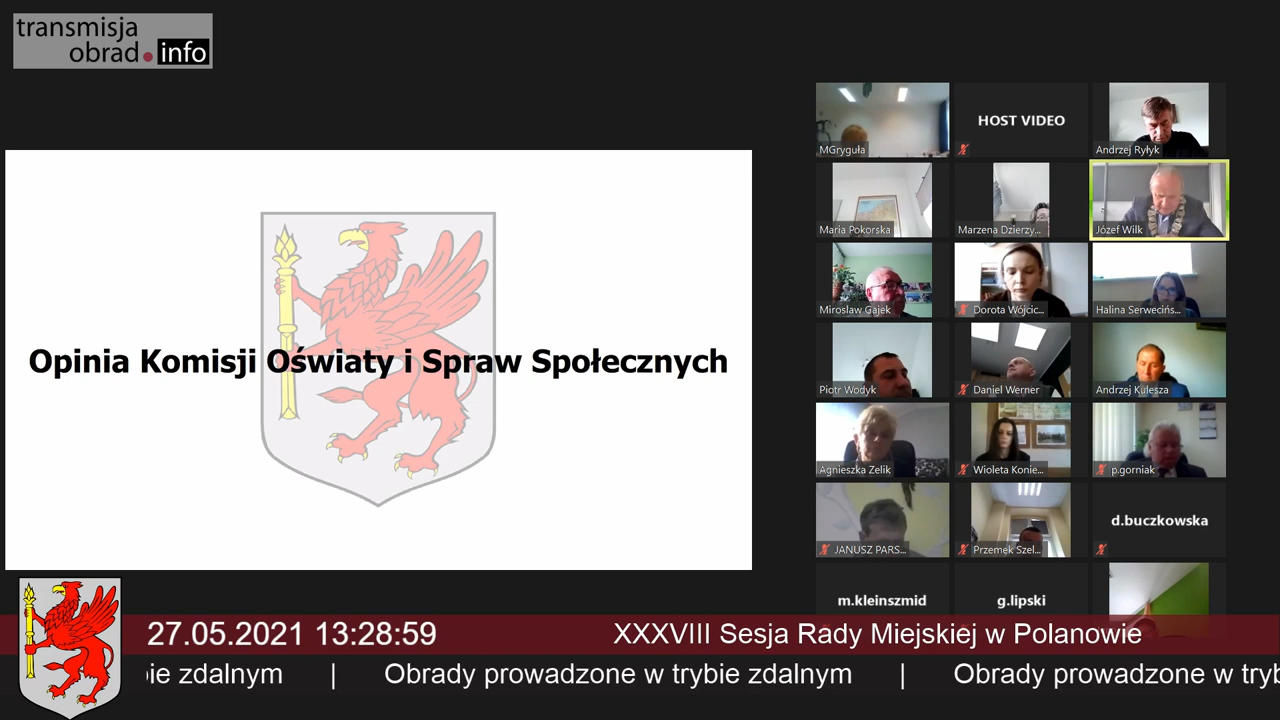 transmisja
obrad.info
Opinia Komisji Oświaty i Spraw Społecznych
MGryguła
HOST VIDEO
Andrzej Ryłyk
Maria Pokorska
Marzena Dzierzy...
Józef Wilk
Mirosław Gajek
Dorota Wójcic...
Halina Serwecińs...
Piotr Wodyk
Daniel Werner
Andrzej Kulesza
Agnieszka Zelik
Wioleta Konie...
p.gorniak
JANUSZ PARS...
Przemek Szel...
d.buczkowska
m.kleinszmid
g.lipski
27.05.2021 13:28:59
XXXVIII Sesja Rady Miejskiej w Polanowie
bie zdalnym | Obrady prowadzone w trybie zdalnym | Obrady prowadzone w tryb